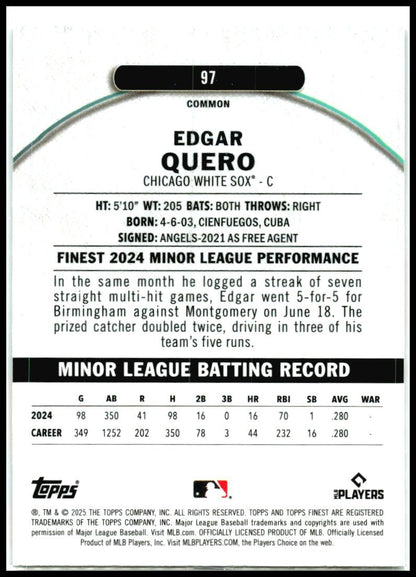 97
COMMON
EDGAR
QUERO
CHICAGO WHITE SOX® - C
HT: 5'10" WT: 205 BATS: BOTH THROWS: RIGHT
BORN: 4-6-03, CIENFUEGOS, CUBA
SIGNED: ANGELS-2021 AS FREE AGENT
FINEST 2024 MINOR LEAGUE PERFORMANCE
In the same month he logged a streak of seven
straight multi-hit games, Edgar went 5-for-5 for
Birmingham against Montgomery on June 18. The
prized catcher doubled twice, driving in three of his
team's five runs.
MINOR LEAGUE BATTING RECORD
G AB R H 2B 3B HR RBI SB AVG WAR
2024 98 350 41 98 16 0 16 70 1 .280 -
CAREER 349 1252 202 350 78 3 44 232 16 .280 -
Topps
MLB PLAYERS
®, TM & © 2025 THE TOPPS COMPANY, INC. ALL RIGHTS RESERVED. TOPPS AND TOPPS FINEST ARE REGISTERED
TRADEMARKS OF THE TOPPS COMPANY, INC. Major League Baseball trademarks and copyrights are used with
permission of Major League Baseball. Visit MLB.com. OFFICIALLY LICENSED PRODUCT OF MLB. Officially Licensed
Product of MLB Players, Inc. Visit MLBPLAYERS.COM, the Players Choice on the web.